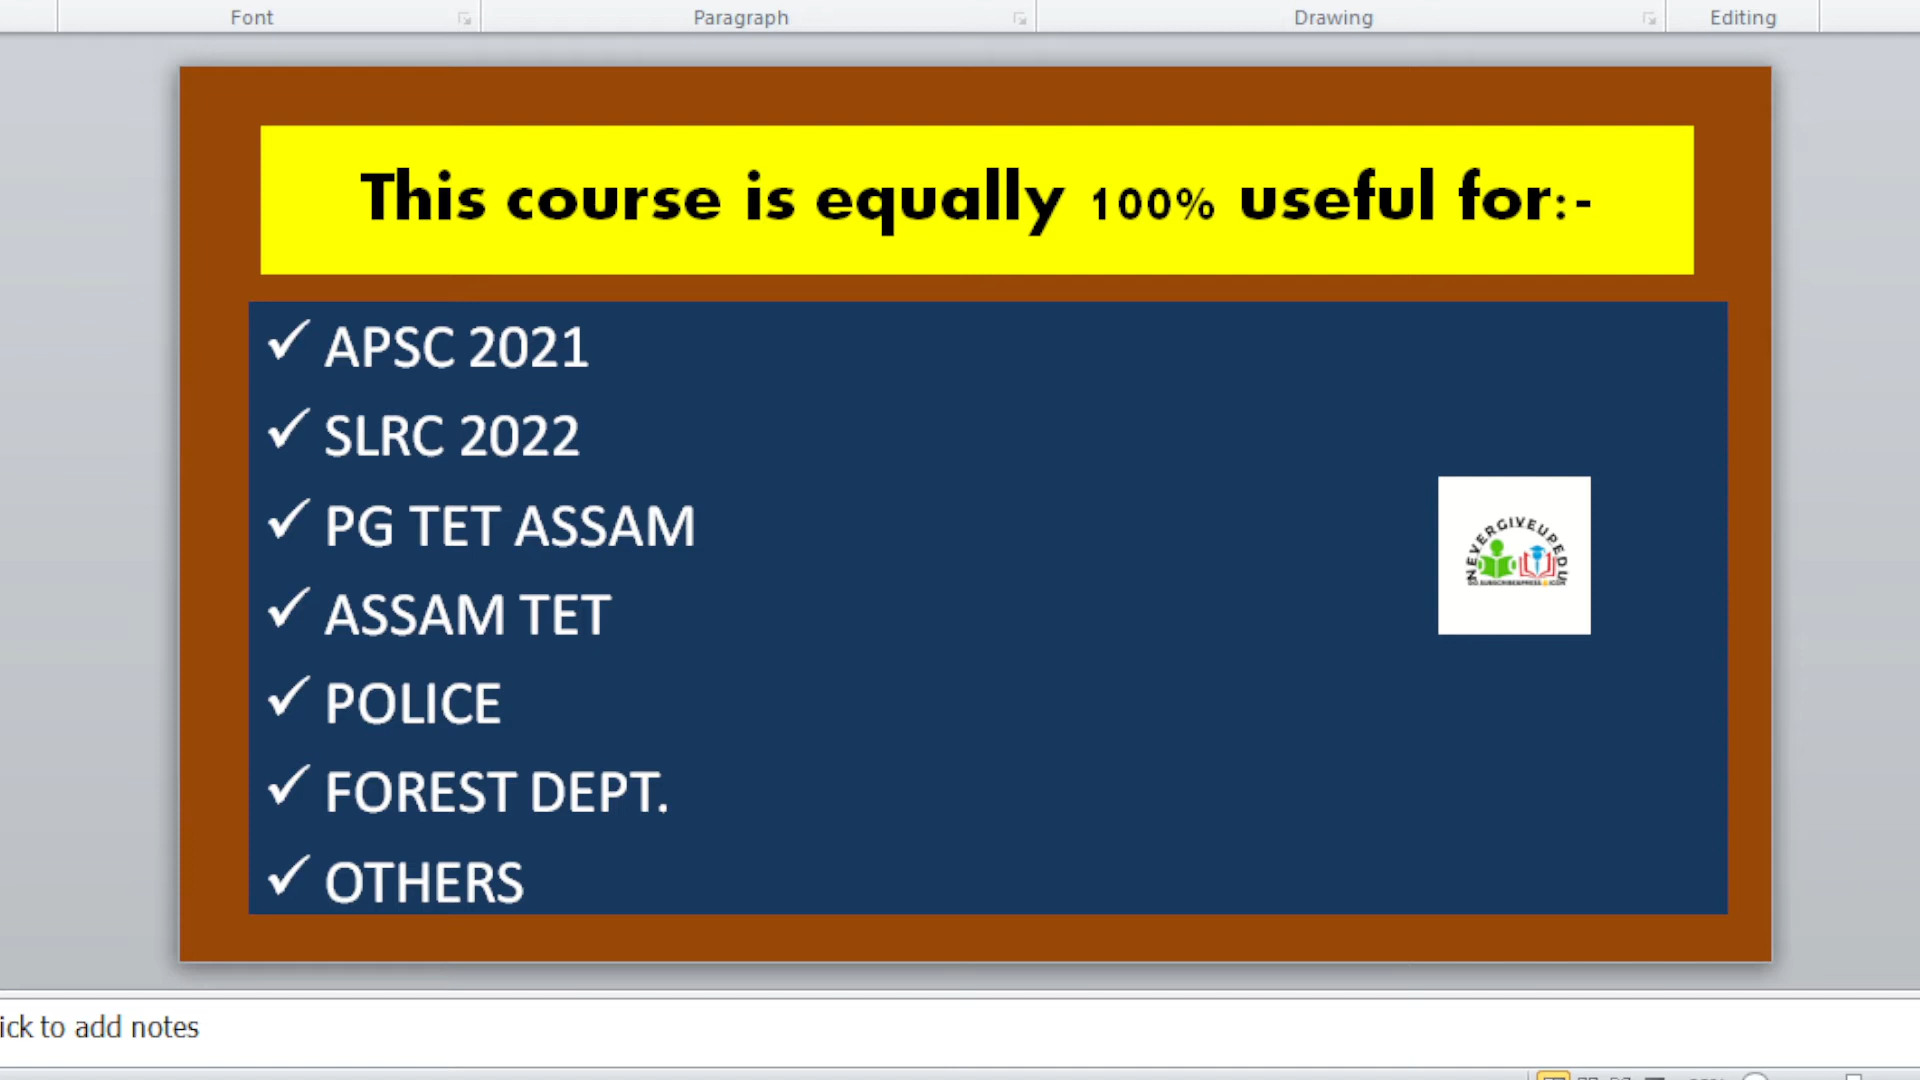 Font Paragraph Drawing Editing
This course is equally 100% useful for:-
✓ APSC 2021
✓ SLRC 2022
✓ PG TET ASSAM
✓ ASSAM TET
NEVERGIVEUPEDU
✓ POLICE
✓ FOREST DEPT.
✓ OTHERS
ick to add notes